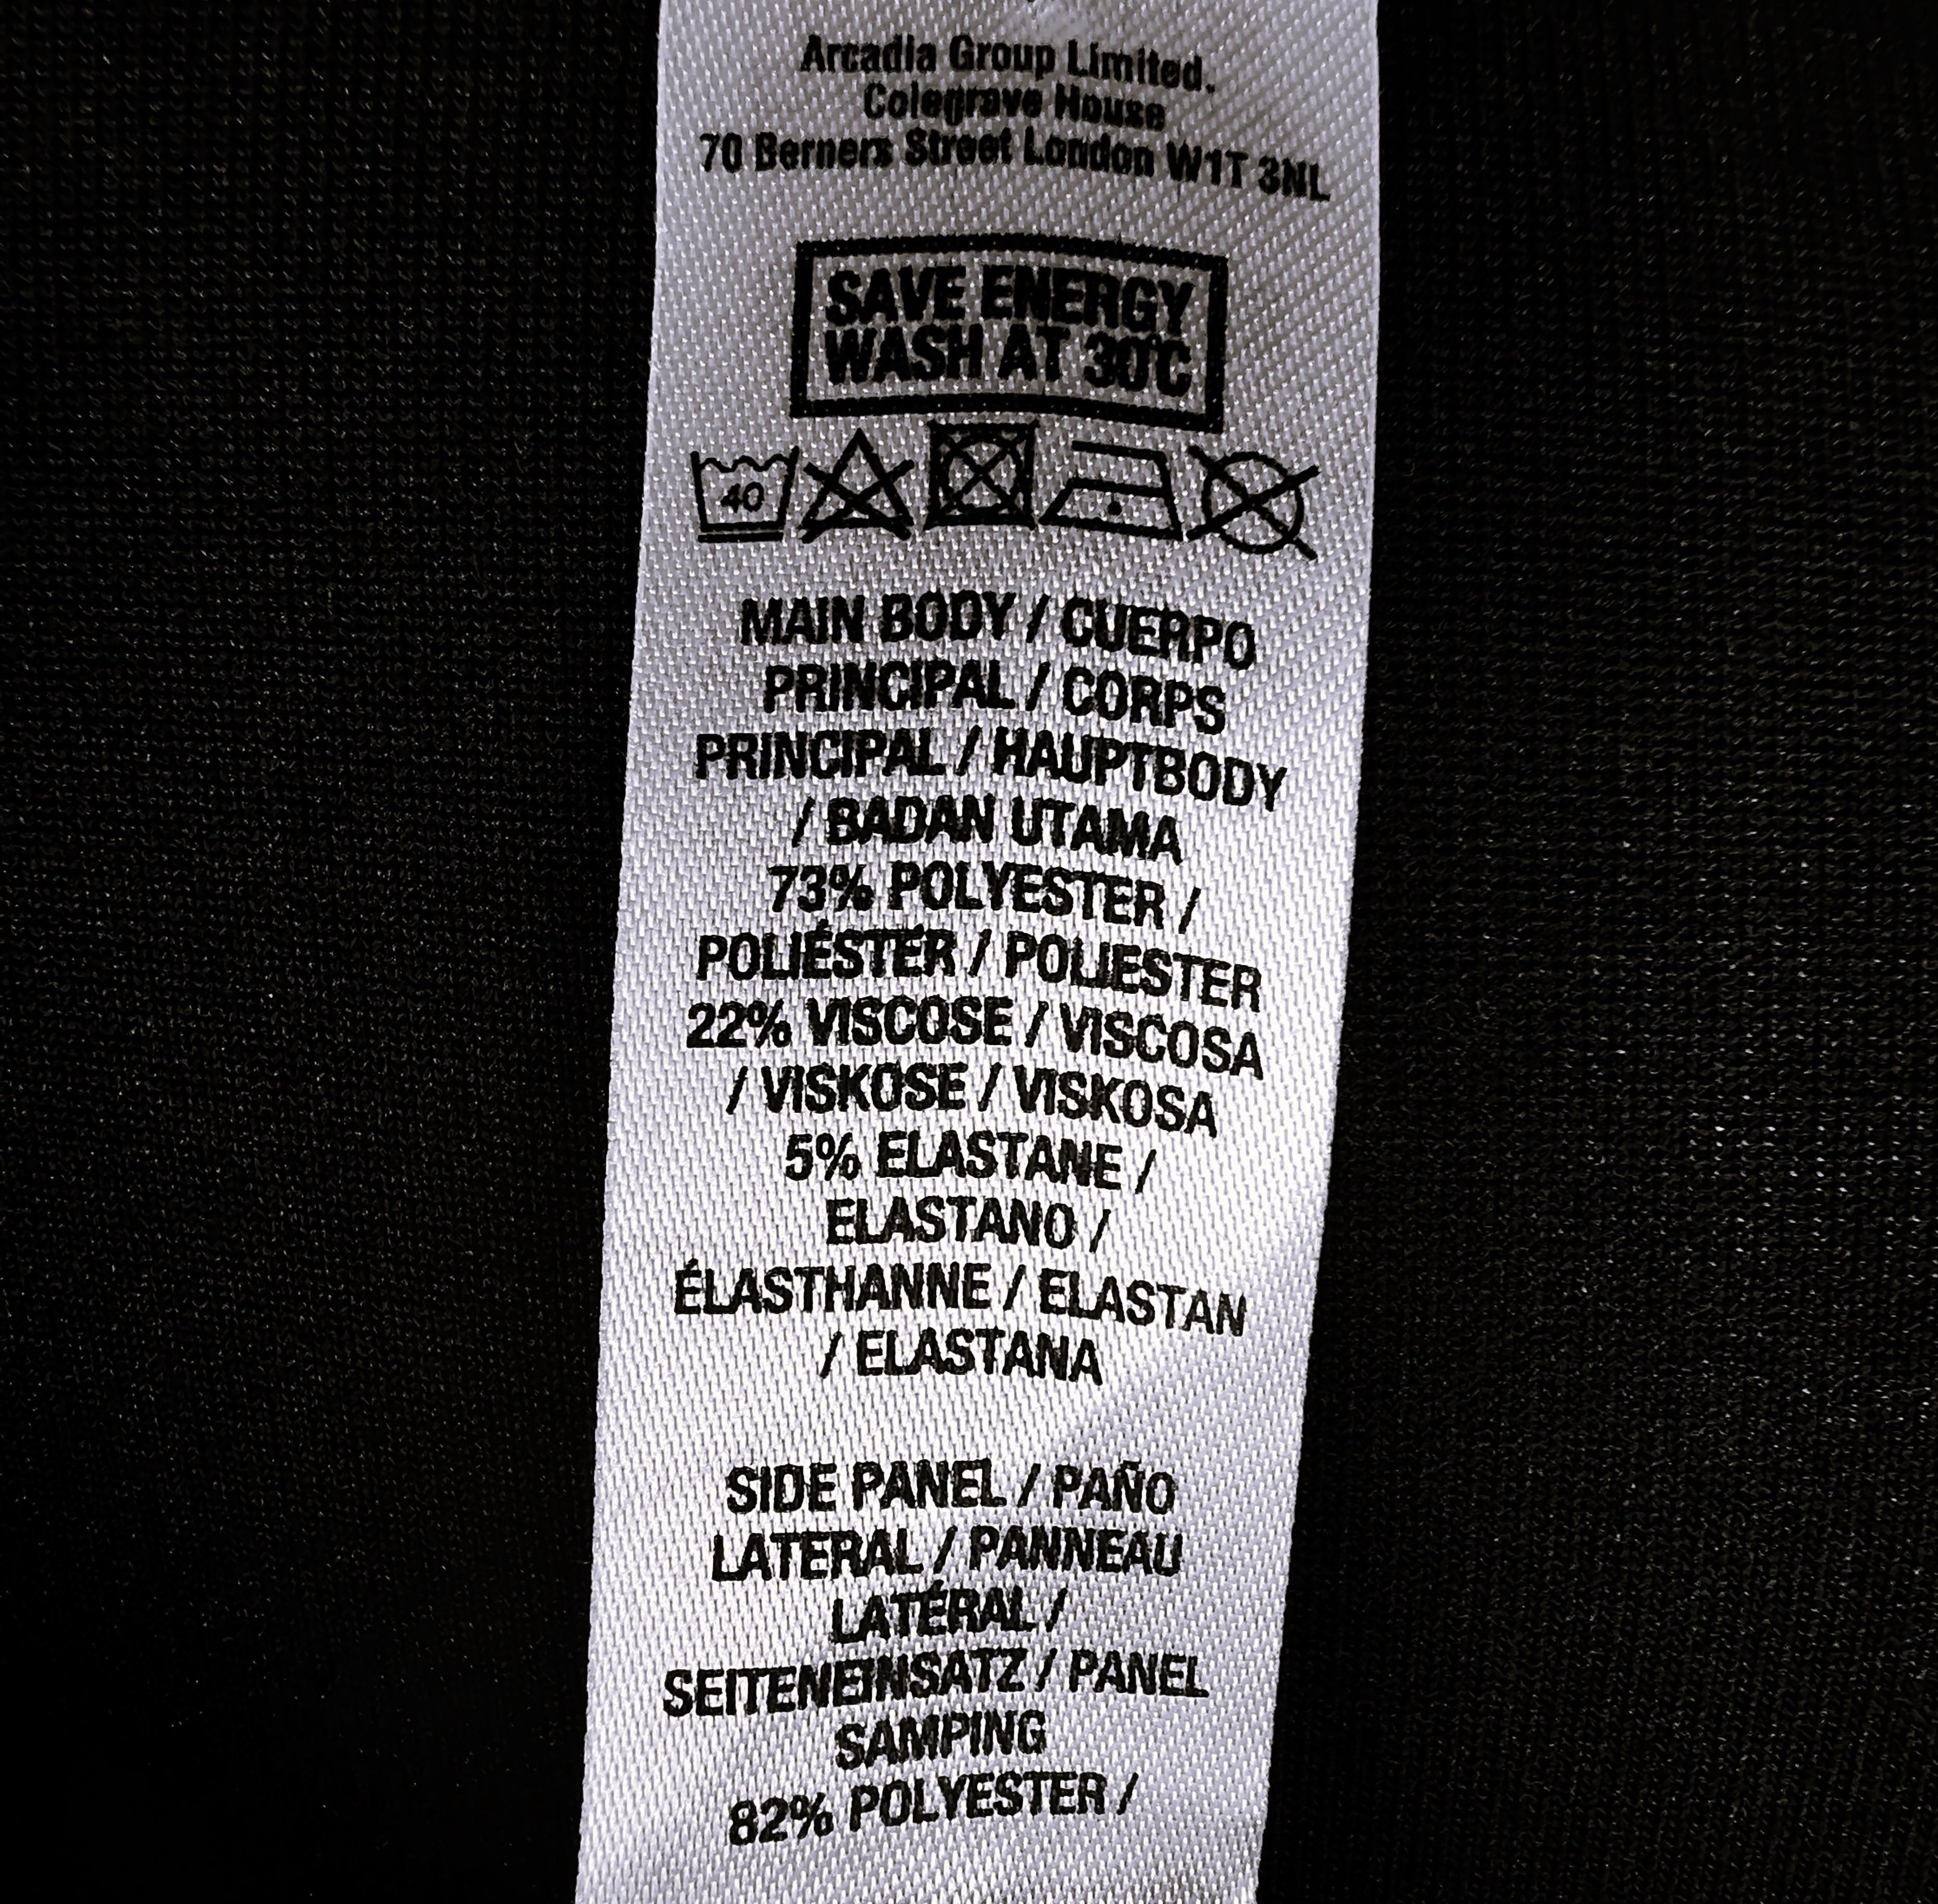 Arcadia Group Limited.
Colegrave House
70 Berners Street London W1T 3NL
SAVE ENERGY
WASH AT 30°C
40
MAIN BODY / CUERPO
PRINCIPAL / CORPS
PRINCIPAL / HAUPTBODY
/ BADAN UTAMA
73% POLYESTER /
POLIÉSTER / POLIESTER
22% VISCOSE / VISCOSA
/ VISKOSE / VISKOSA
5% ELASTANE /
ELASTANO /
ÉLASTHANNE / ELASTAN
/ ELASTANA
SIDE PANEL / PAÑO
LATERAL / PANNEAU
LATÉRAL /
SEITENEINSATZ / PANEL
SAMPING
82% POLYESTER /